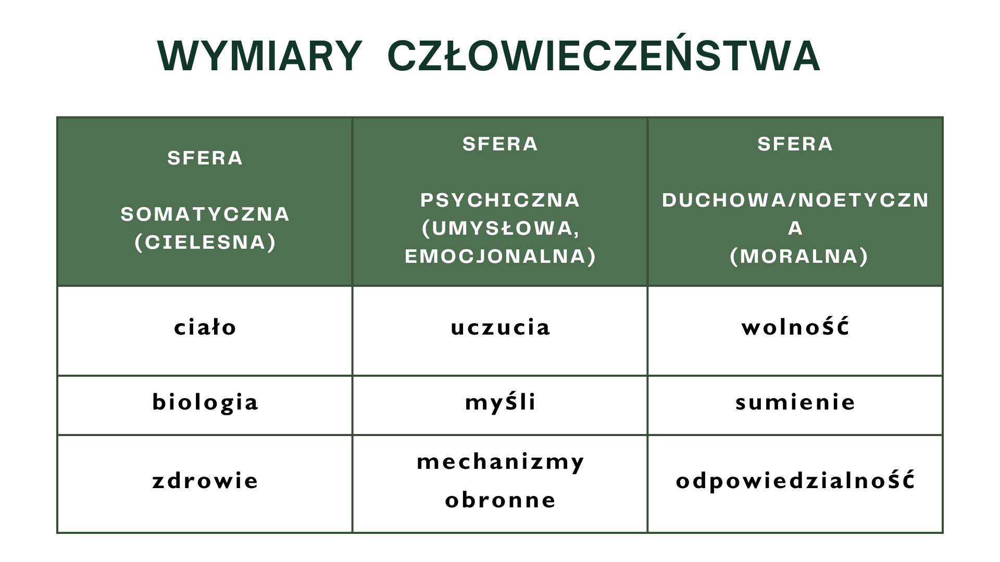 WYMIARY CZŁOWIECZEŃSTWA
SFERA
SOMATYCZNA
(CIELESNA)
SFERA
PSYCHICZNA
(UMYSŁOWA,
EMOCJONALNA)
SFERA
DUCHOWA/NOETYCZN
A
(MORALNA)
ciało
uczucia
wolność
biologia
myśli
sumienie
zdrowie
mechanizmy
obronne
odpowiedzialność